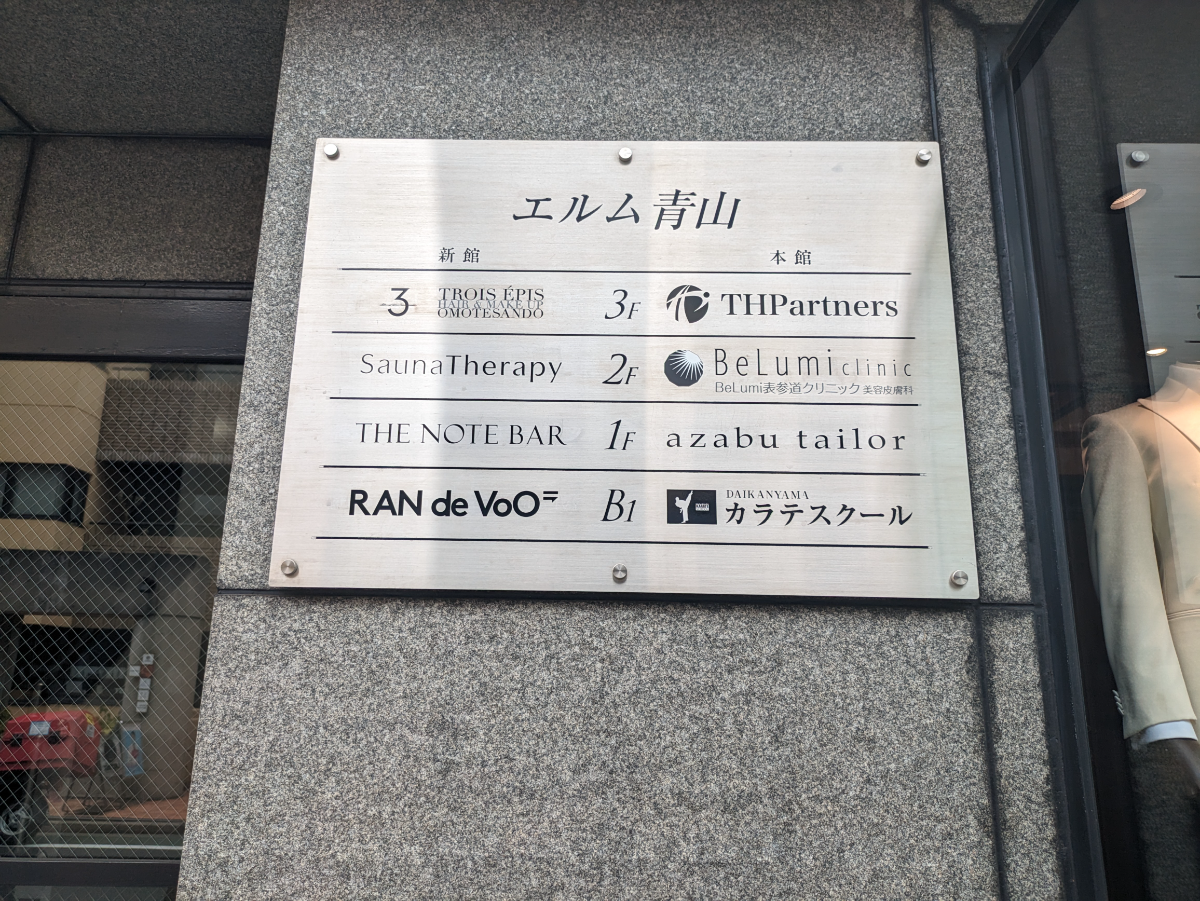 エルム青山
新館 本館
3 TROIS ÉPIS
HAIR & MAKE UP
OMOTESANDO
3F
THPartners
SaunaTherapy 2F BeLumi clinic
BeLumi表参道クリニック 美容皮膚科
THE NOTE BAR 1F azabu tailor
RAN de VoO B1 DAIKANYAMA
カラテスクール